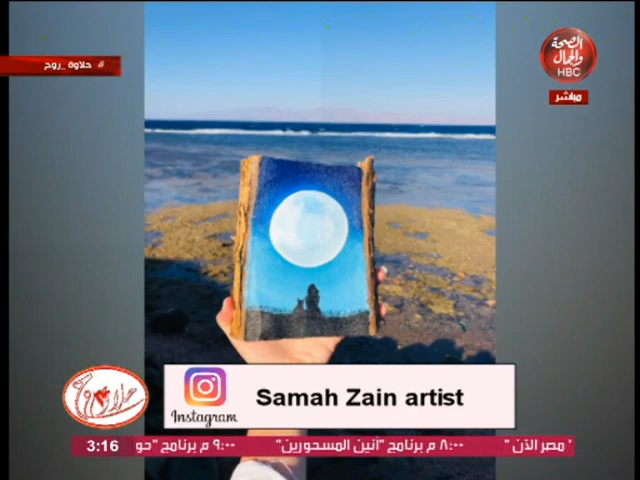 # حلاوة_روح
الصحة
والجمال
HBC
مباشر
Instagram
Samah Zain artist
حلاوة روح
3:16
' مصر الآن " ٨:٠٠ م برنامج "أنين المسحورين" ٩:٠٠ م برنامج "حو